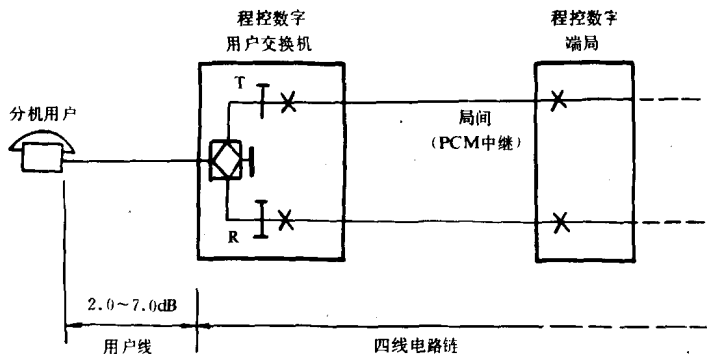 程控数字
用户交换机
程控数字
端局
分机用户
T
局间
(PCM中继)
R
2.0~7.0dB
用户线
四线电路链